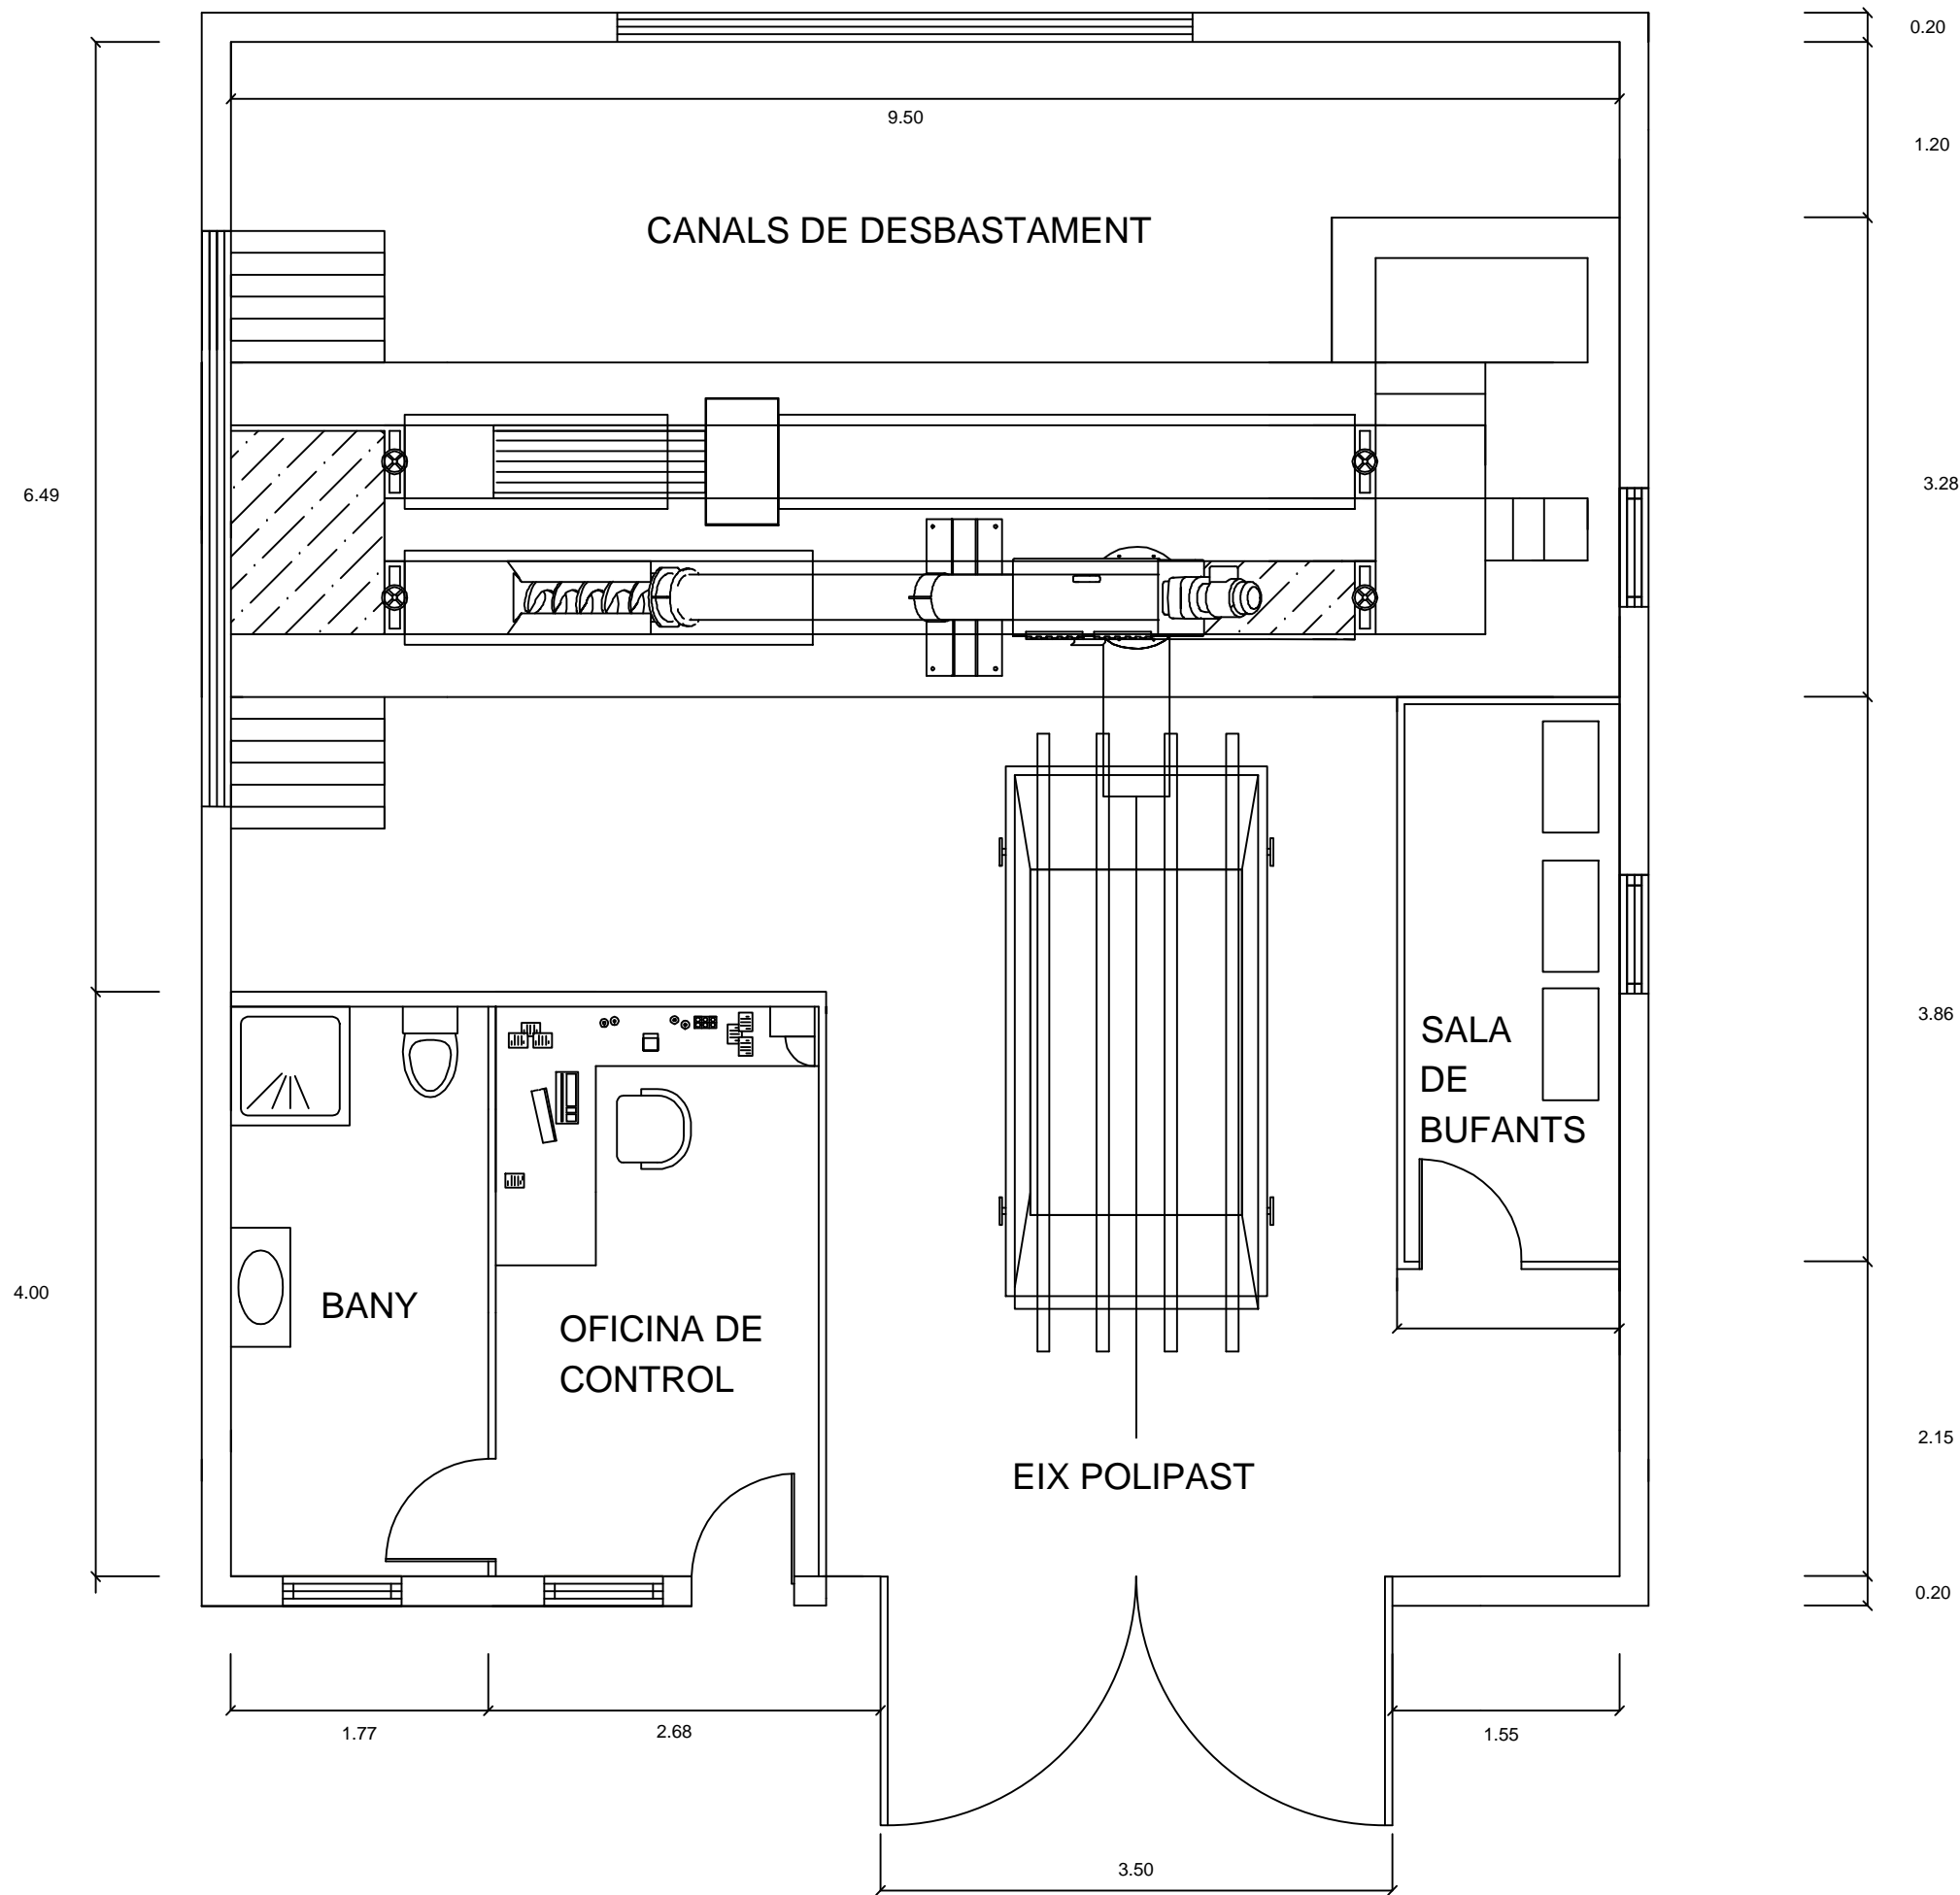 0.20
9.50
1.20
CANALS DE DESBASTAMENT
6.49
3.28
3.86
SALA
DE
BUFANTS
4.00
BANY
OFICINA DE
CONTROL
2.15
EIX POLIPAST
0.20
1.77
2.68
1.55
3.50